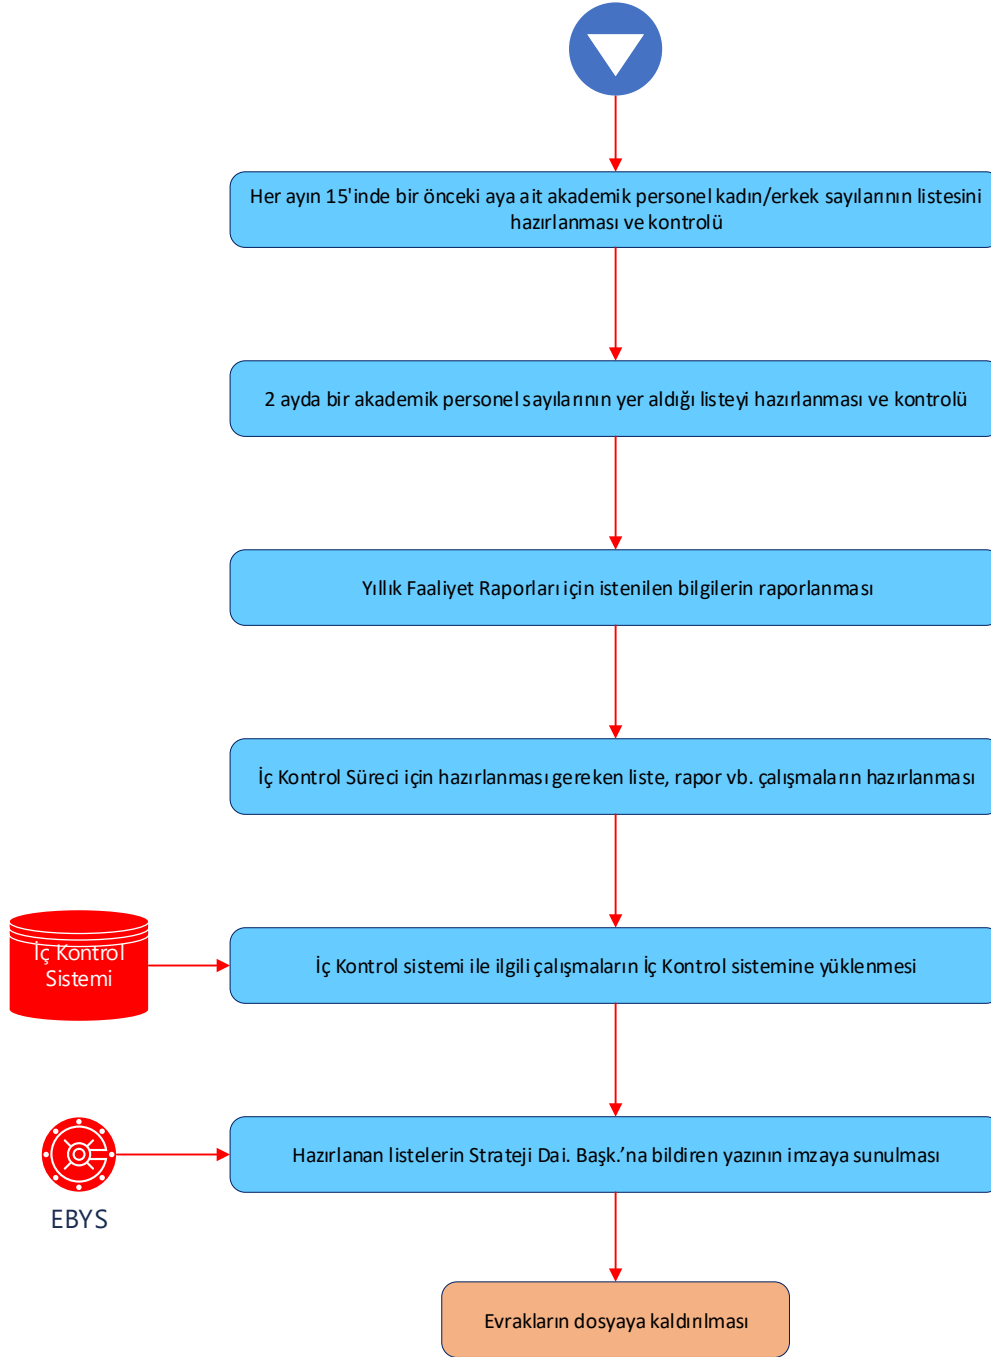 Her ayın 15'inde bir önceki aya ait akademik personel kadın/erkek sayılarının listesini
hazırlanması ve kontrolü
2 ayda bir akademik personel sayılarının yer aldığı listeyi hazırlanması ve kontrolü
Yıllık Faaliyet Raporları için istenilen bilgilerin raporlanması
İç Kontrol Süreci için hazırlanması gereken liste, rapor vb. çalışmaların hazırlanması
İç Kontrol
Sistemi
İç Kontrol sistemi ile ilgili çalışmaların İç Kontrol sistemine yüklenmesi
Hazırlanan listelerin Strateji Dai. Başk.’na bildiren yazının imzaya sunulması
EBYS
Evrakların dosyaya kaldırılması